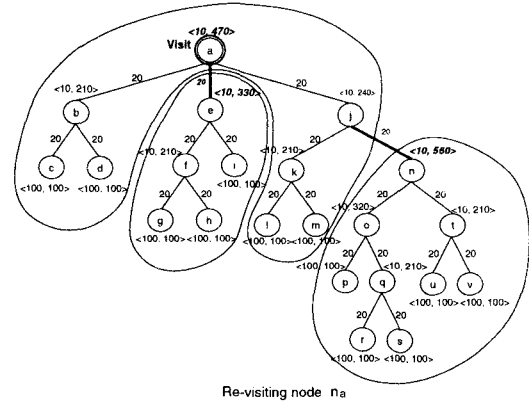 <10, 470>
Visit
a
20
20
20
<10, 210>
<10, 330>
<10, 240>
b
e
j
20
20
20
20
20
20
<10, 210>
<10, 210>
<10, 560>
c
d
f
i
k
n
<100, 100>
<100, 100>
<100, 100>
20
20
20
20
20
20
<10, 320>
<10, 210>
g
h
l
m
o
t
<100, 100>
<100, 100>
<100, 100>
<100, 100>
20
20
20
20
<100, 100>
<10, 210>
p
q
u
v
20
20
<100, 100>
<100, 100>
r
s
<100, 100>
<100, 100>
Re-visiting node na